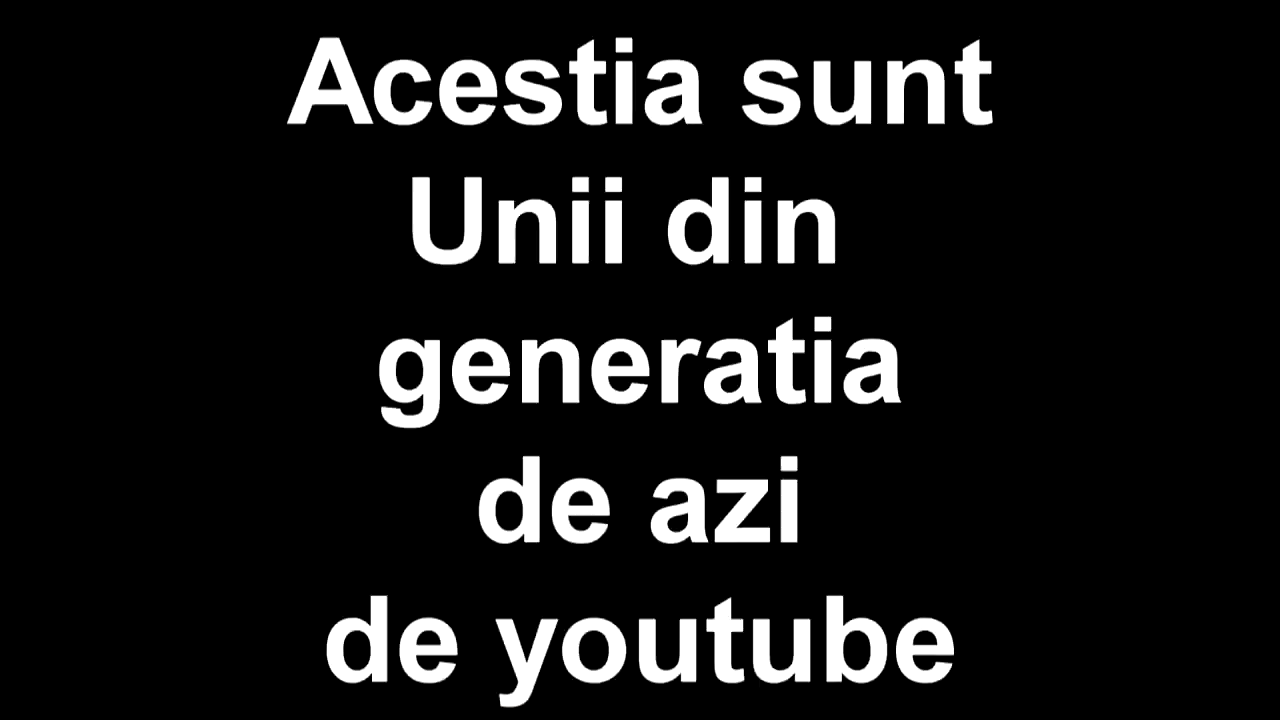 Acestia sunt
Unii din
generatia
de azi
de youtube